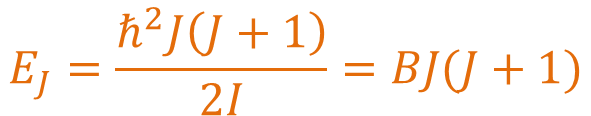 E_J = ħ²J(J + 1) / 2I = BJ(J + 1)